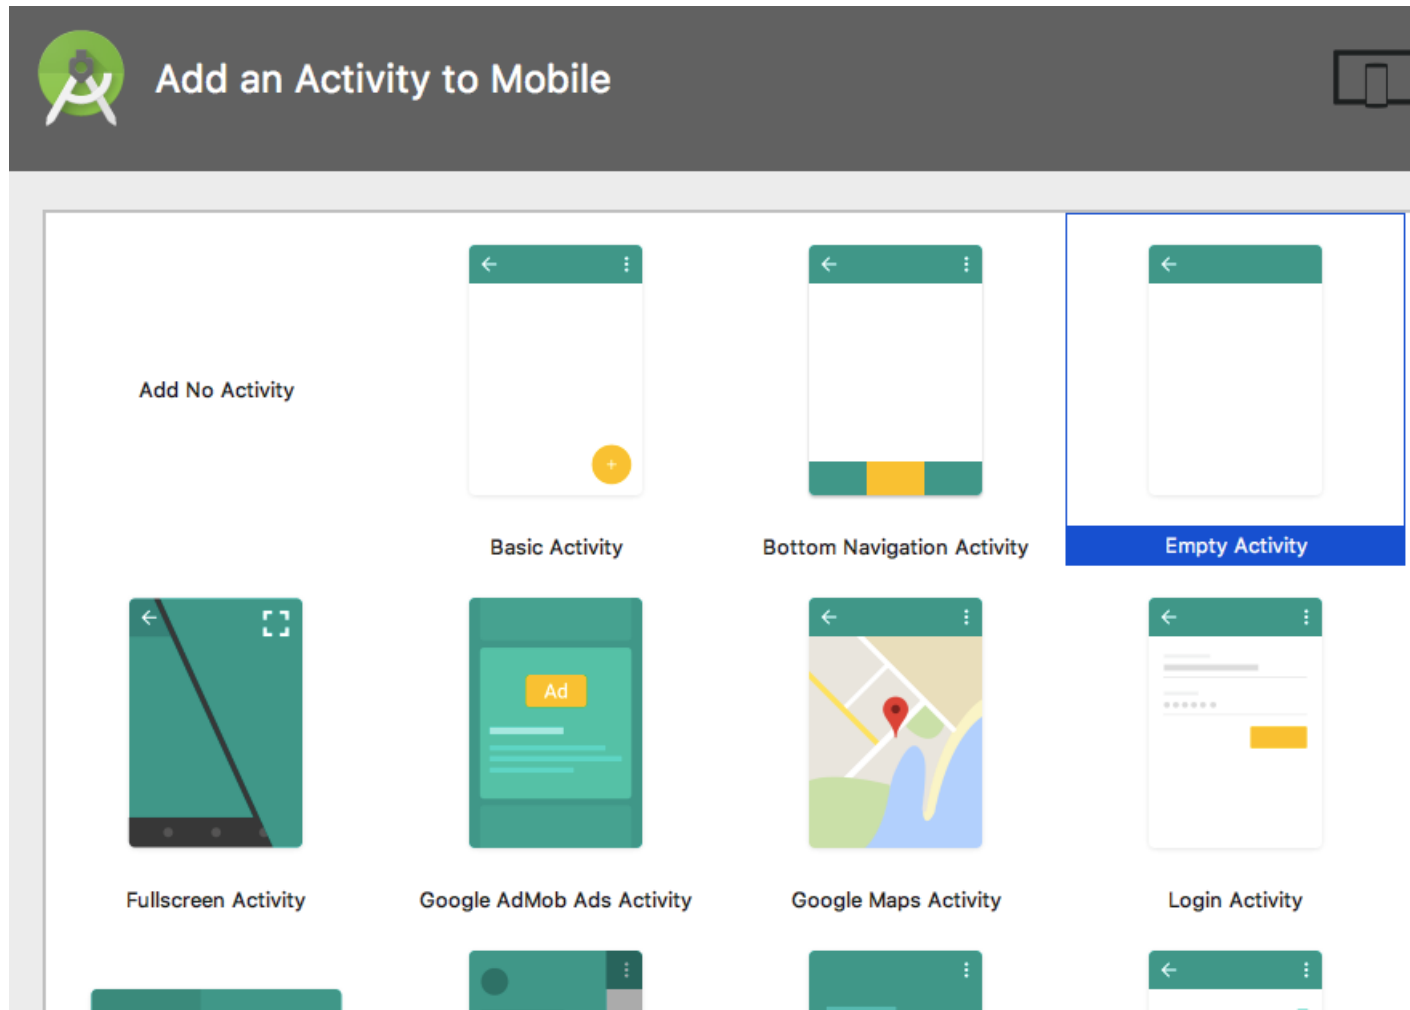 Add an Activity to Mobile
Add No Activity
Basic Activity
Bottom Navigation Activity
Empty Activity
Ad
Fullscreen Activity
Google AdMob Ads Activity
Google Maps Activity
Login Activity